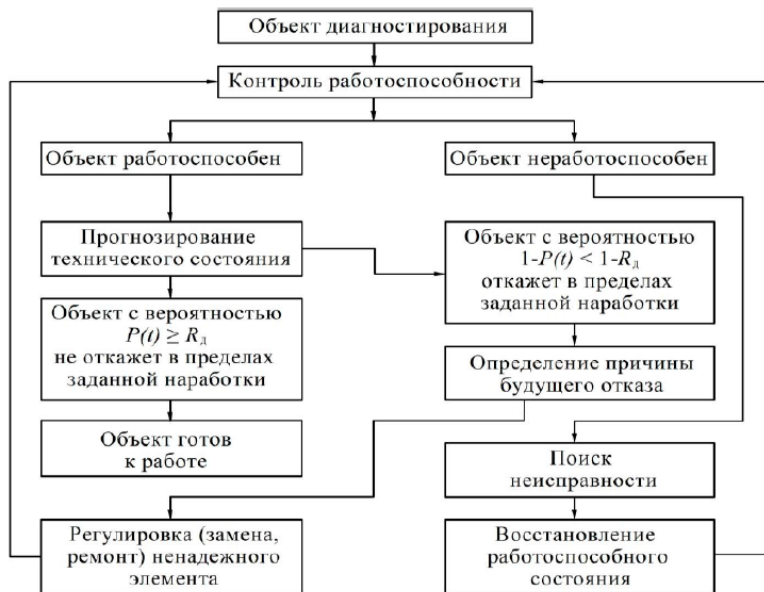 Объект диагностирования
Контроль работоспособности
Объект работоспособен
Объект неработоспособен
Прогнозирование
технического состояния
Объект с вероятностью
1-P(t) < 1-Rд
откажет в пределах
заданной наработки
Объект с вероятностью
P(t) ≥ Rд
не откажет в пределах
заданной наработки
Определение причины
будущего отказа
Объект готов
к работе
Поиск
неисправности
Регулировка (замена,
ремонт) ненадежного
элемента
Восстановление
работоспособного
состояния